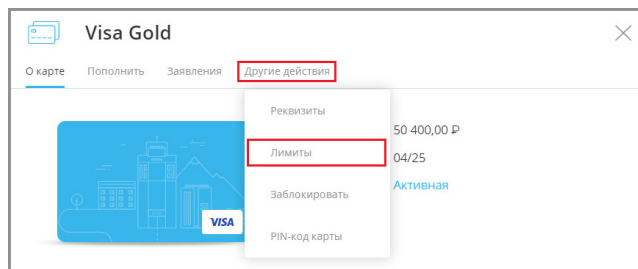 Visa Gold
О карте Пополнить Заявления Другие действия
Реквизиты
50 400,00 ₽
Лимиты
04/25
Заблокировать
Активная
VISA
PIN-код карты